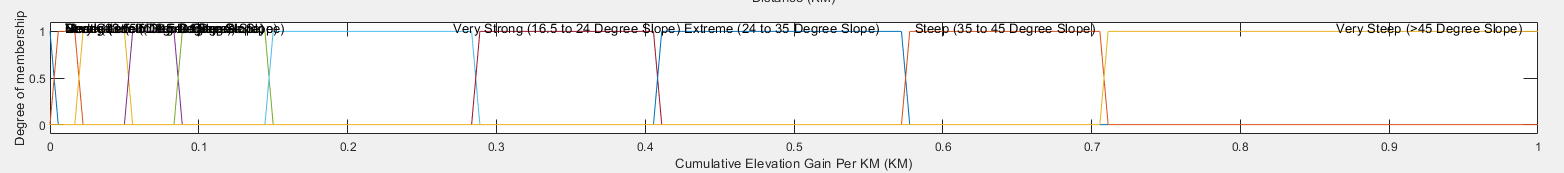 Distance (KM)
Degree of membership
1
0.5
0
Very Strong (16.5 to 24 Degree Slope)
Extreme (24 to 35 Degree Slope)
Steep (35 to 45 Degree Slope)
Very Steep (>45 Degree Slope)
0 0.1 0.2 0.3 0.4 0.5 0.6 0.7 0.8 0.9 1
Cumulative Elevation Gain Per KM (KM)